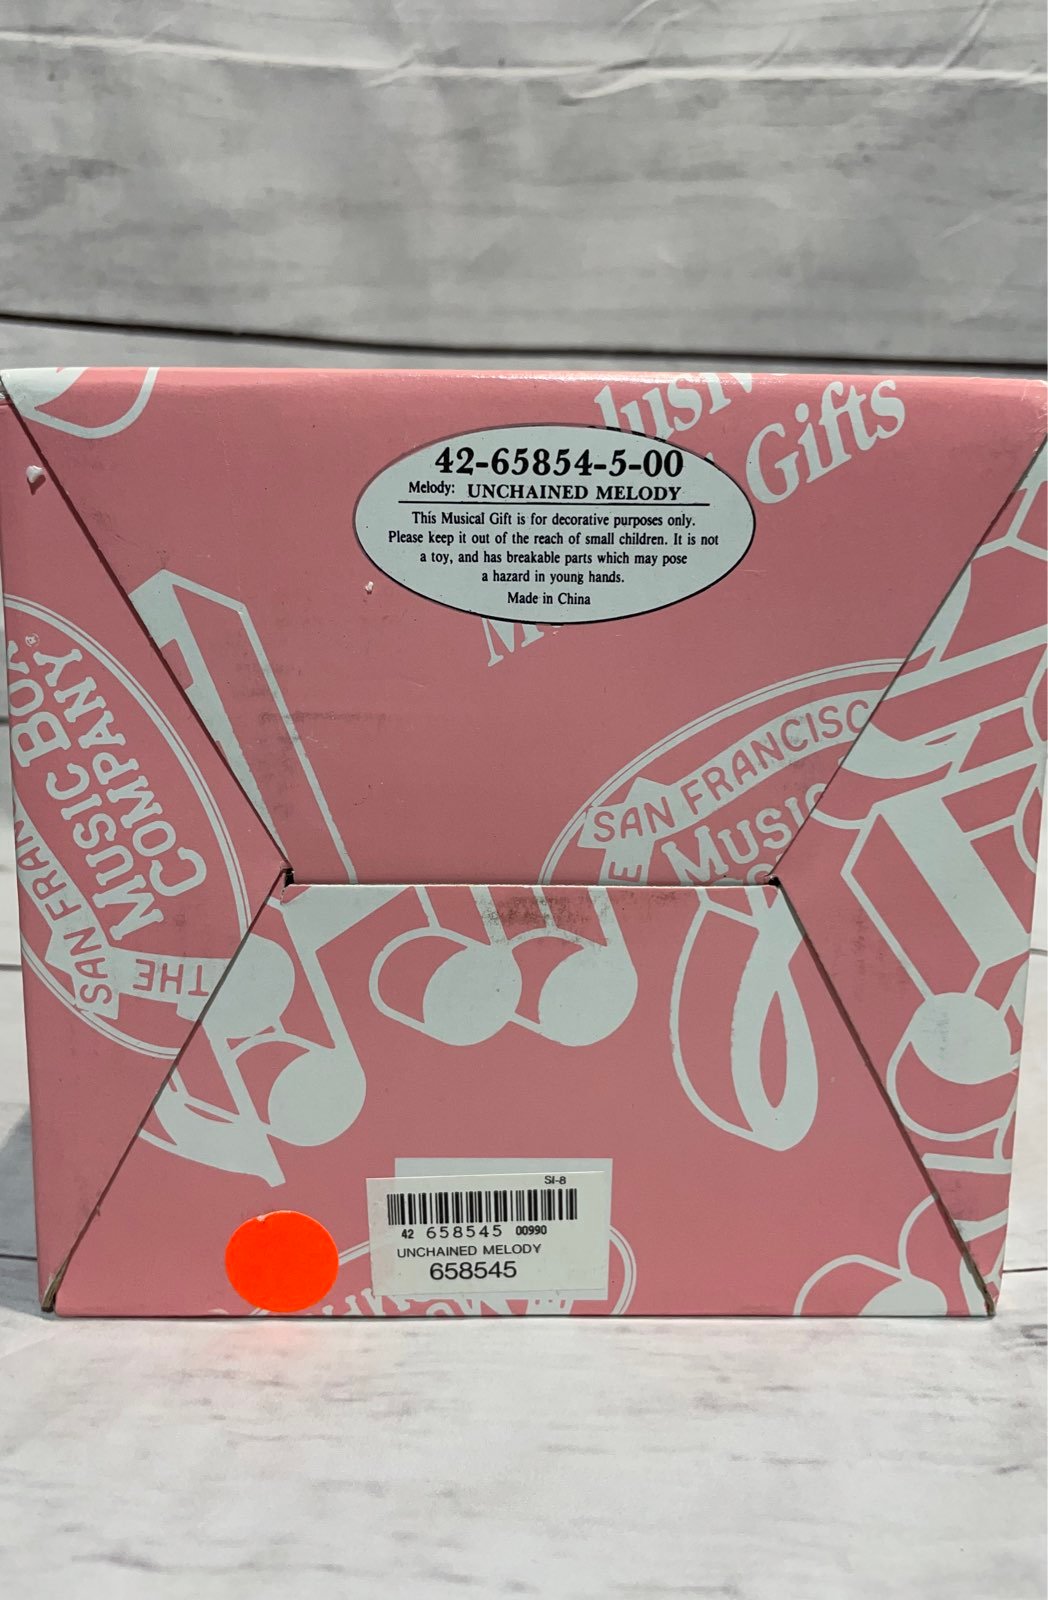 Gifts
42-65854-5-00
Melody: UNCHAINED MELODY
This Musical Gift is for decorative purposes only.
Please keep it out of the reach of small children. It is not
a toy, and has breakable parts which may pose
a hazard in young hands.
Made in China
THE
SAN FRAN
MUSIC BOX
COMPANY
SAN FRANCISCO
MUSIC
SI-8
42 658545 00990
UNCHAINED MELODY
658545